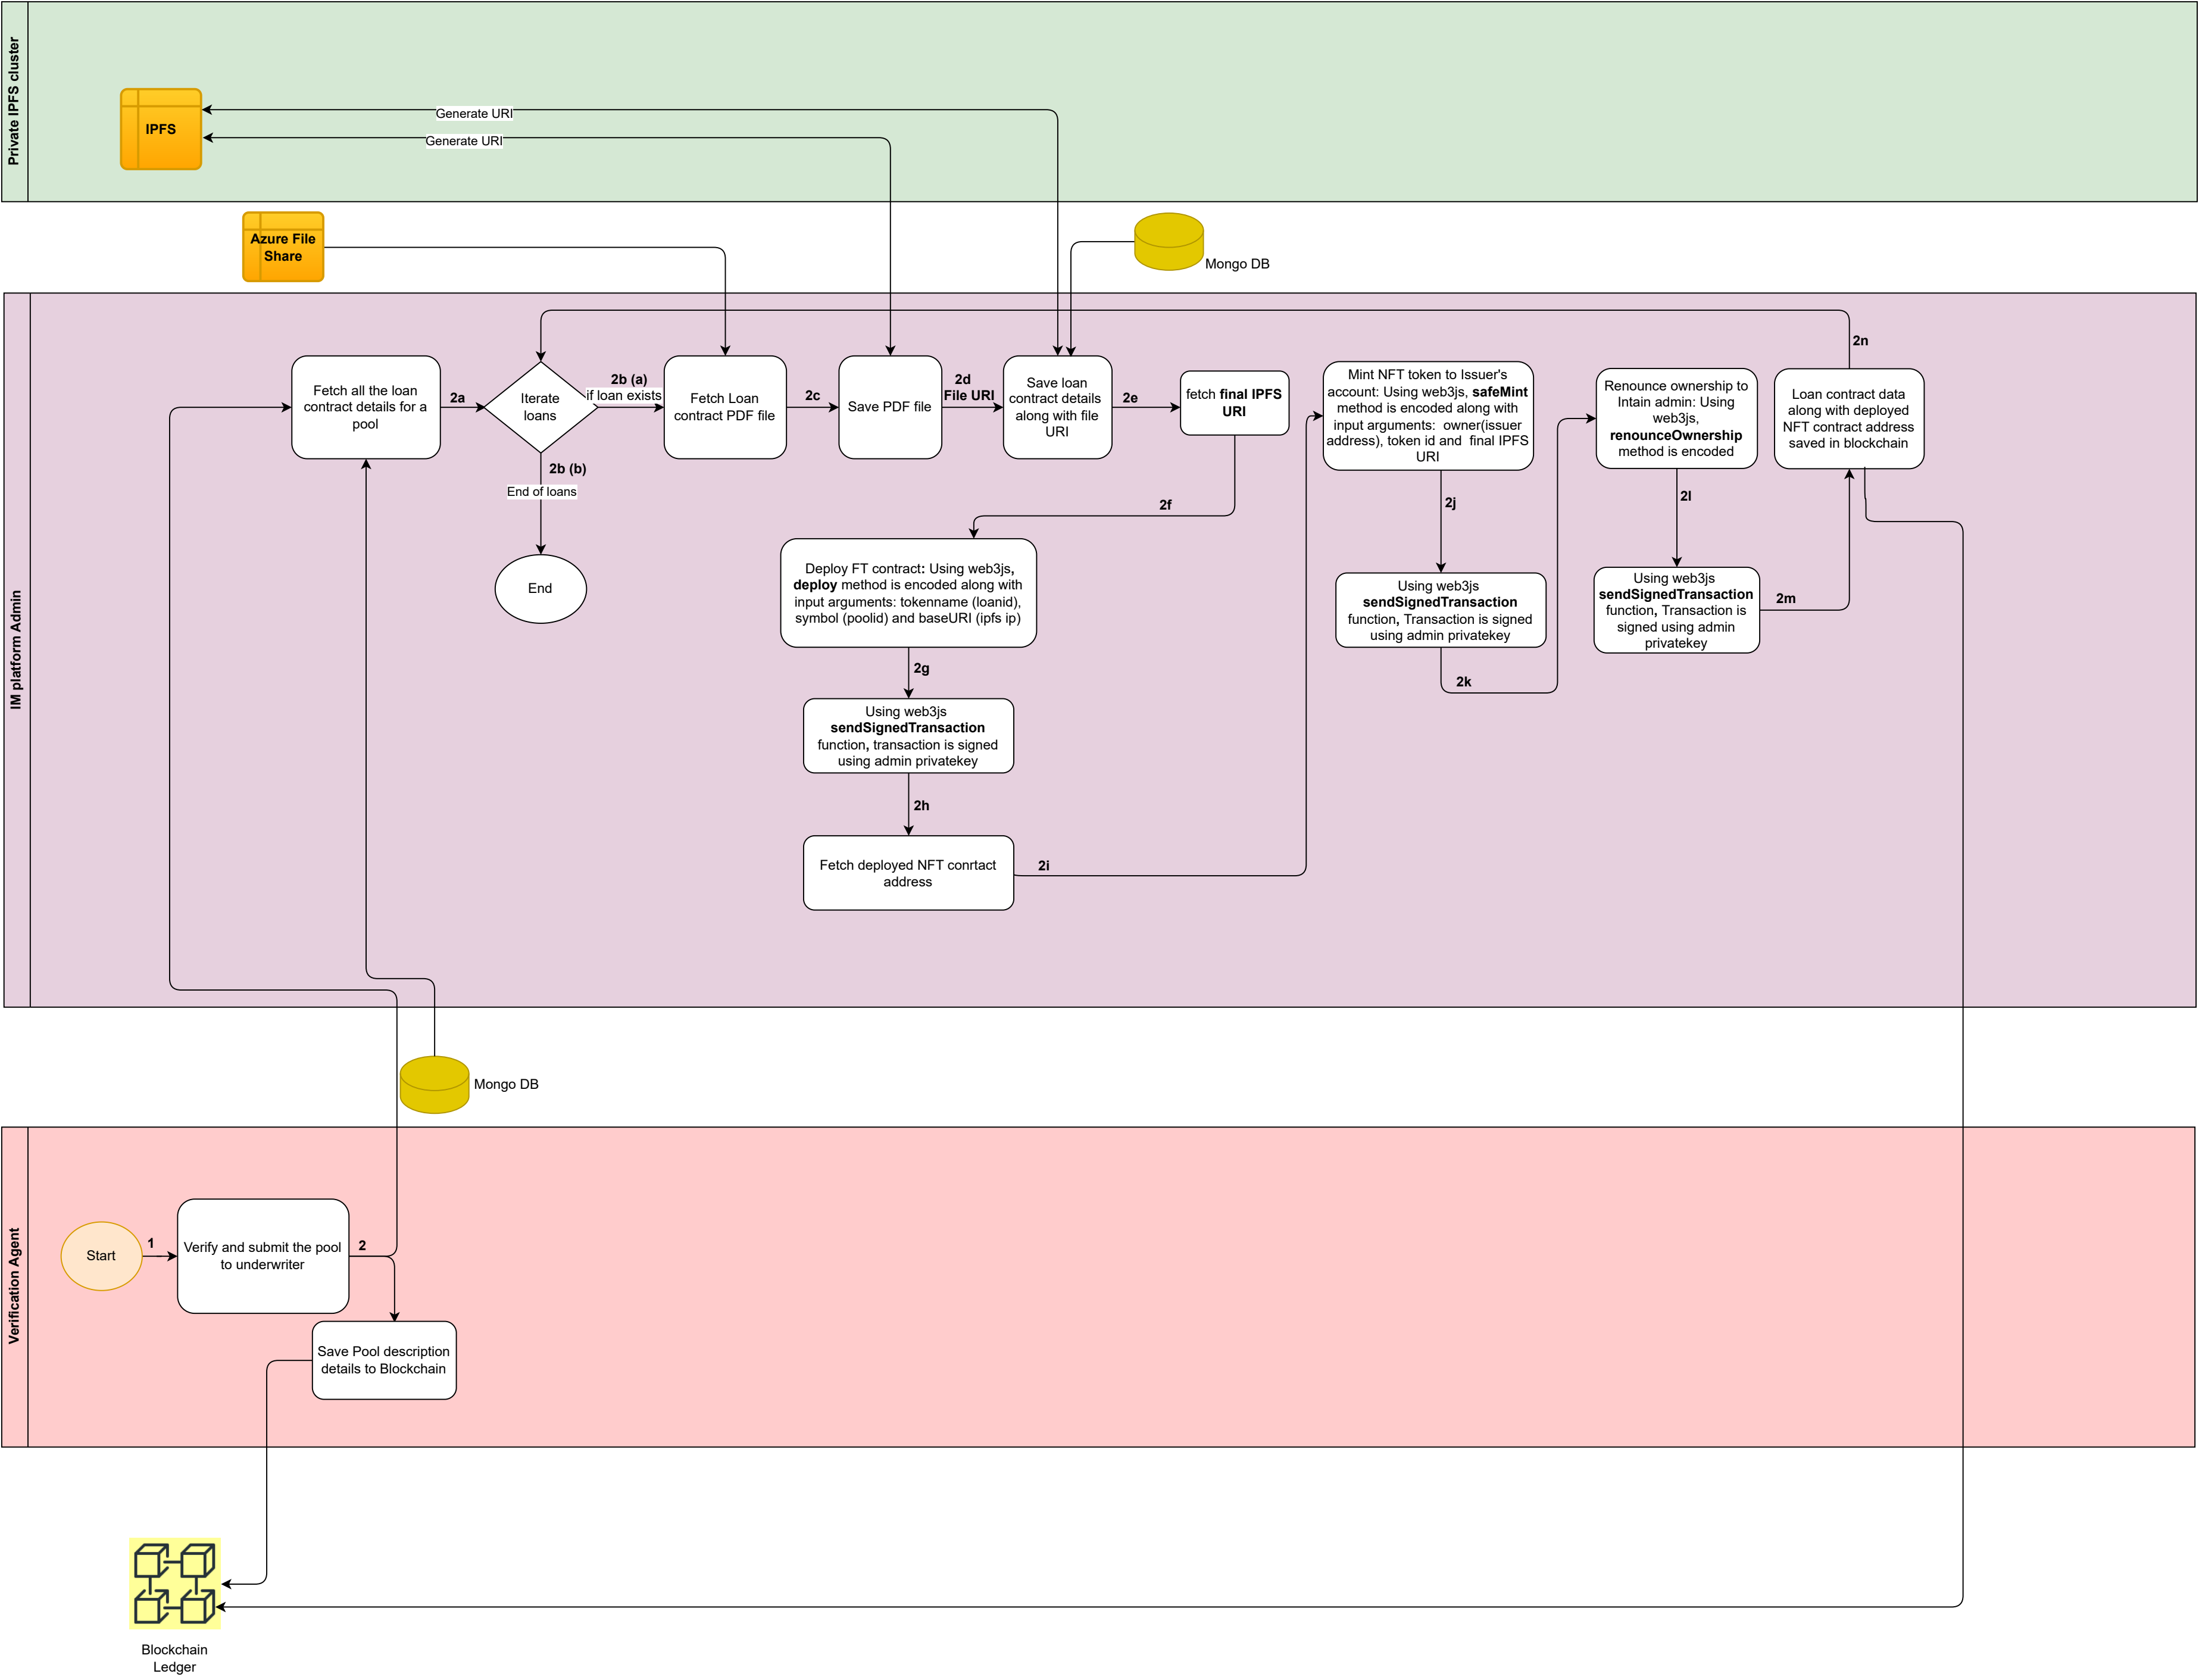 Private IPFS cluster
IPFS
Generate URI
Generate URI
Azure File
Share
Mongo DB
IM platform Admin
Fetch all the loan
contract details for a
pool
2a
Iterate
loans
2b (a)
if loan exists
2b (b)
End of loans
End
Fetch Loan
contract PDF file
2c
Save PDF file
2d
File URI
Save loan
contract details
along with file
URI
2e
fetch final IPFS
URI
2f
Deploy FT contract: Using web3js,
deploy method is encoded along with
input arguments: tokenname (loanid),
symbol (poolid) and baseURI (ipfs ip)
2g
Using web3js
sendSignedTransaction
function, transaction is signed
using admin privatekey
2h
Fetch deployed NFT conrtact
address
2i
Mint NFT token to Issuer's
account: Using web3js, safeMint
method is encoded along with
input arguments: owner(issuer
address), token id and final IPFS
URI
2j
Using web3js
sendSignedTransaction
function, Transaction is signed
using admin privatekey
2k
Renounce ownership to
Intain admin: Using
web3js,
renounceOwnership
method is encoded
2l
Using web3js
sendSignedTransaction
function, Transaction is
signed using admin
privatekey
2m
Loan contract data
along with deployed
NFT contract address
saved in blockchain
2n
Mongo DB
Verification Agent
Start
1
Verify and submit the pool
to underwriter
2
Save Pool description
details to Blockchain
Blockchain
Ledger